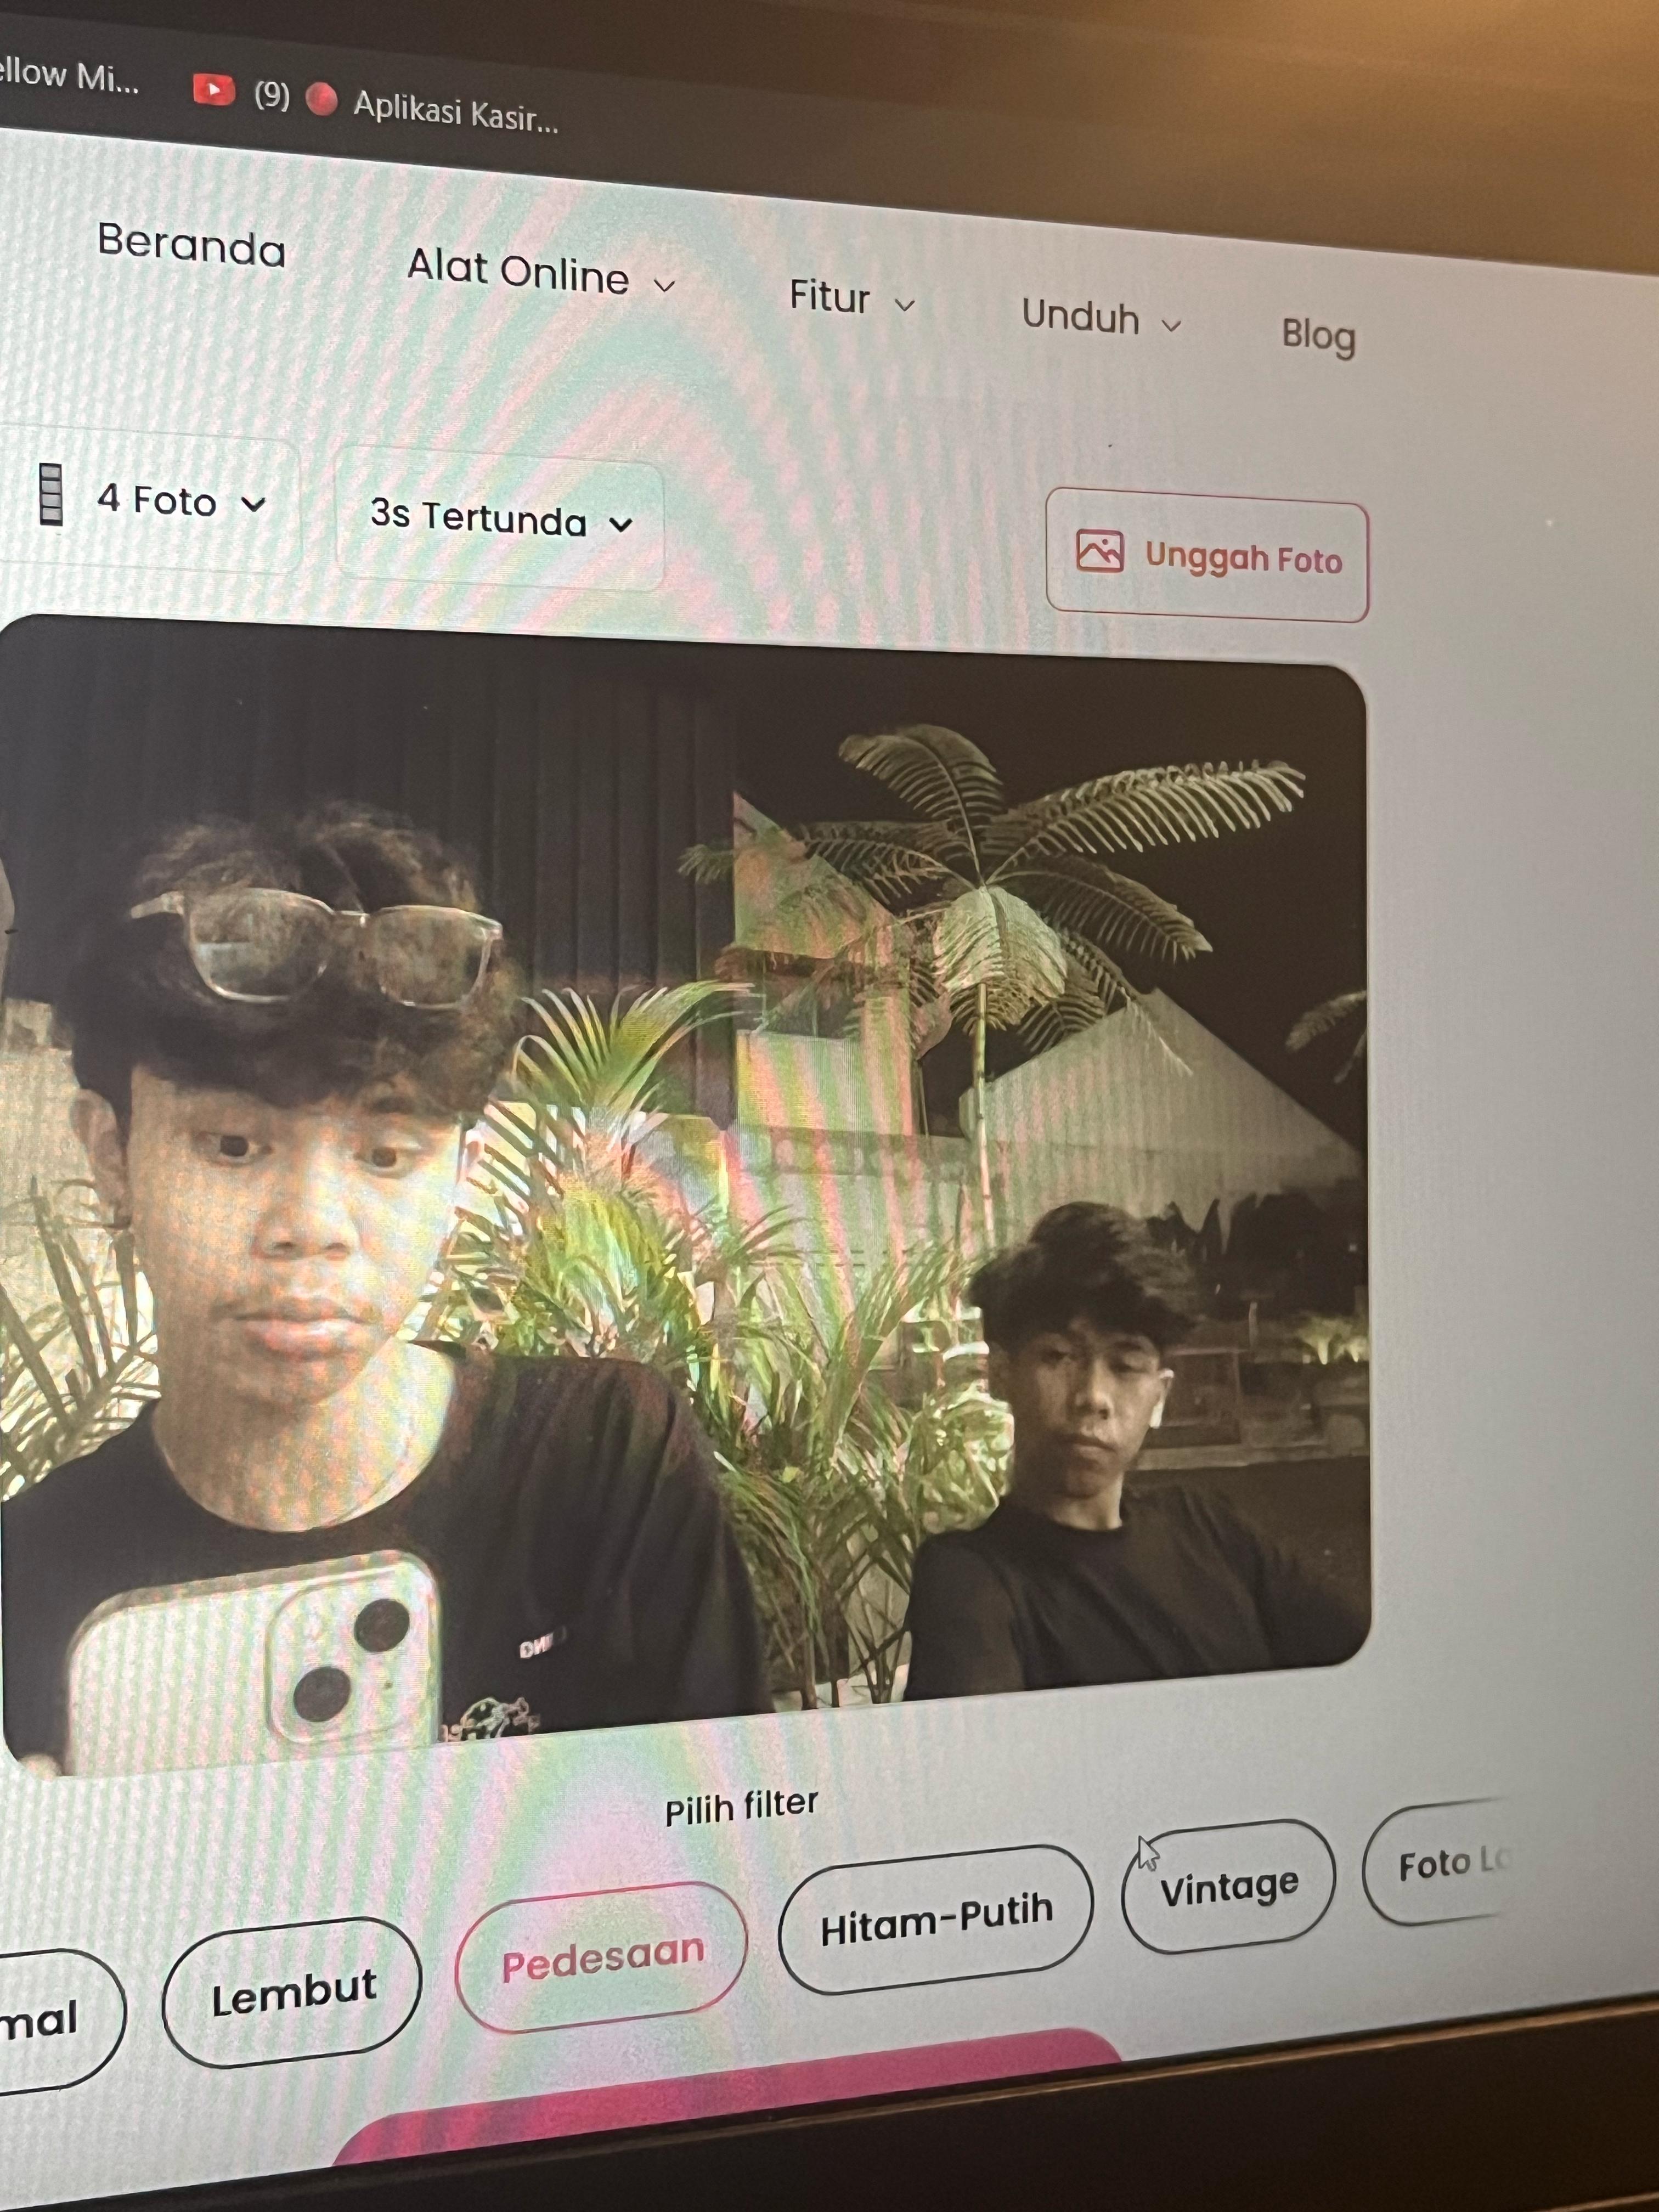 ellow Mi...
(9) Aplikasi Kasir...
Beranda Alat Online Fitur Unduh Blog
4 Foto 3s Tertunda Unggah Foto
Pilih filter
mal Lembut Pedesaan Hitam-Putih Vintage Foto